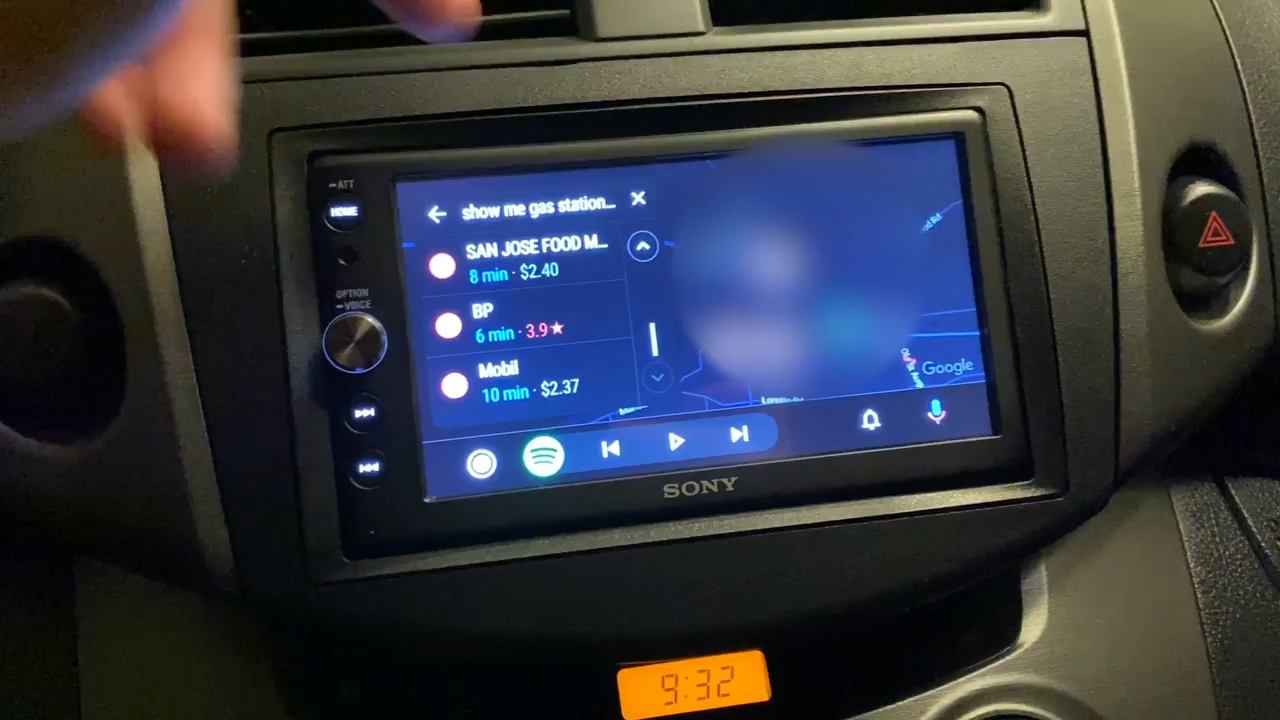 ATT
HOME
OPTION
VOICE
show me gas station...
SAN JOSE FOOD M...
8 min · $2.40
BP
6 min · 3.9 ★
Mobil
10 min · $2.37
Google
SONY
9:32